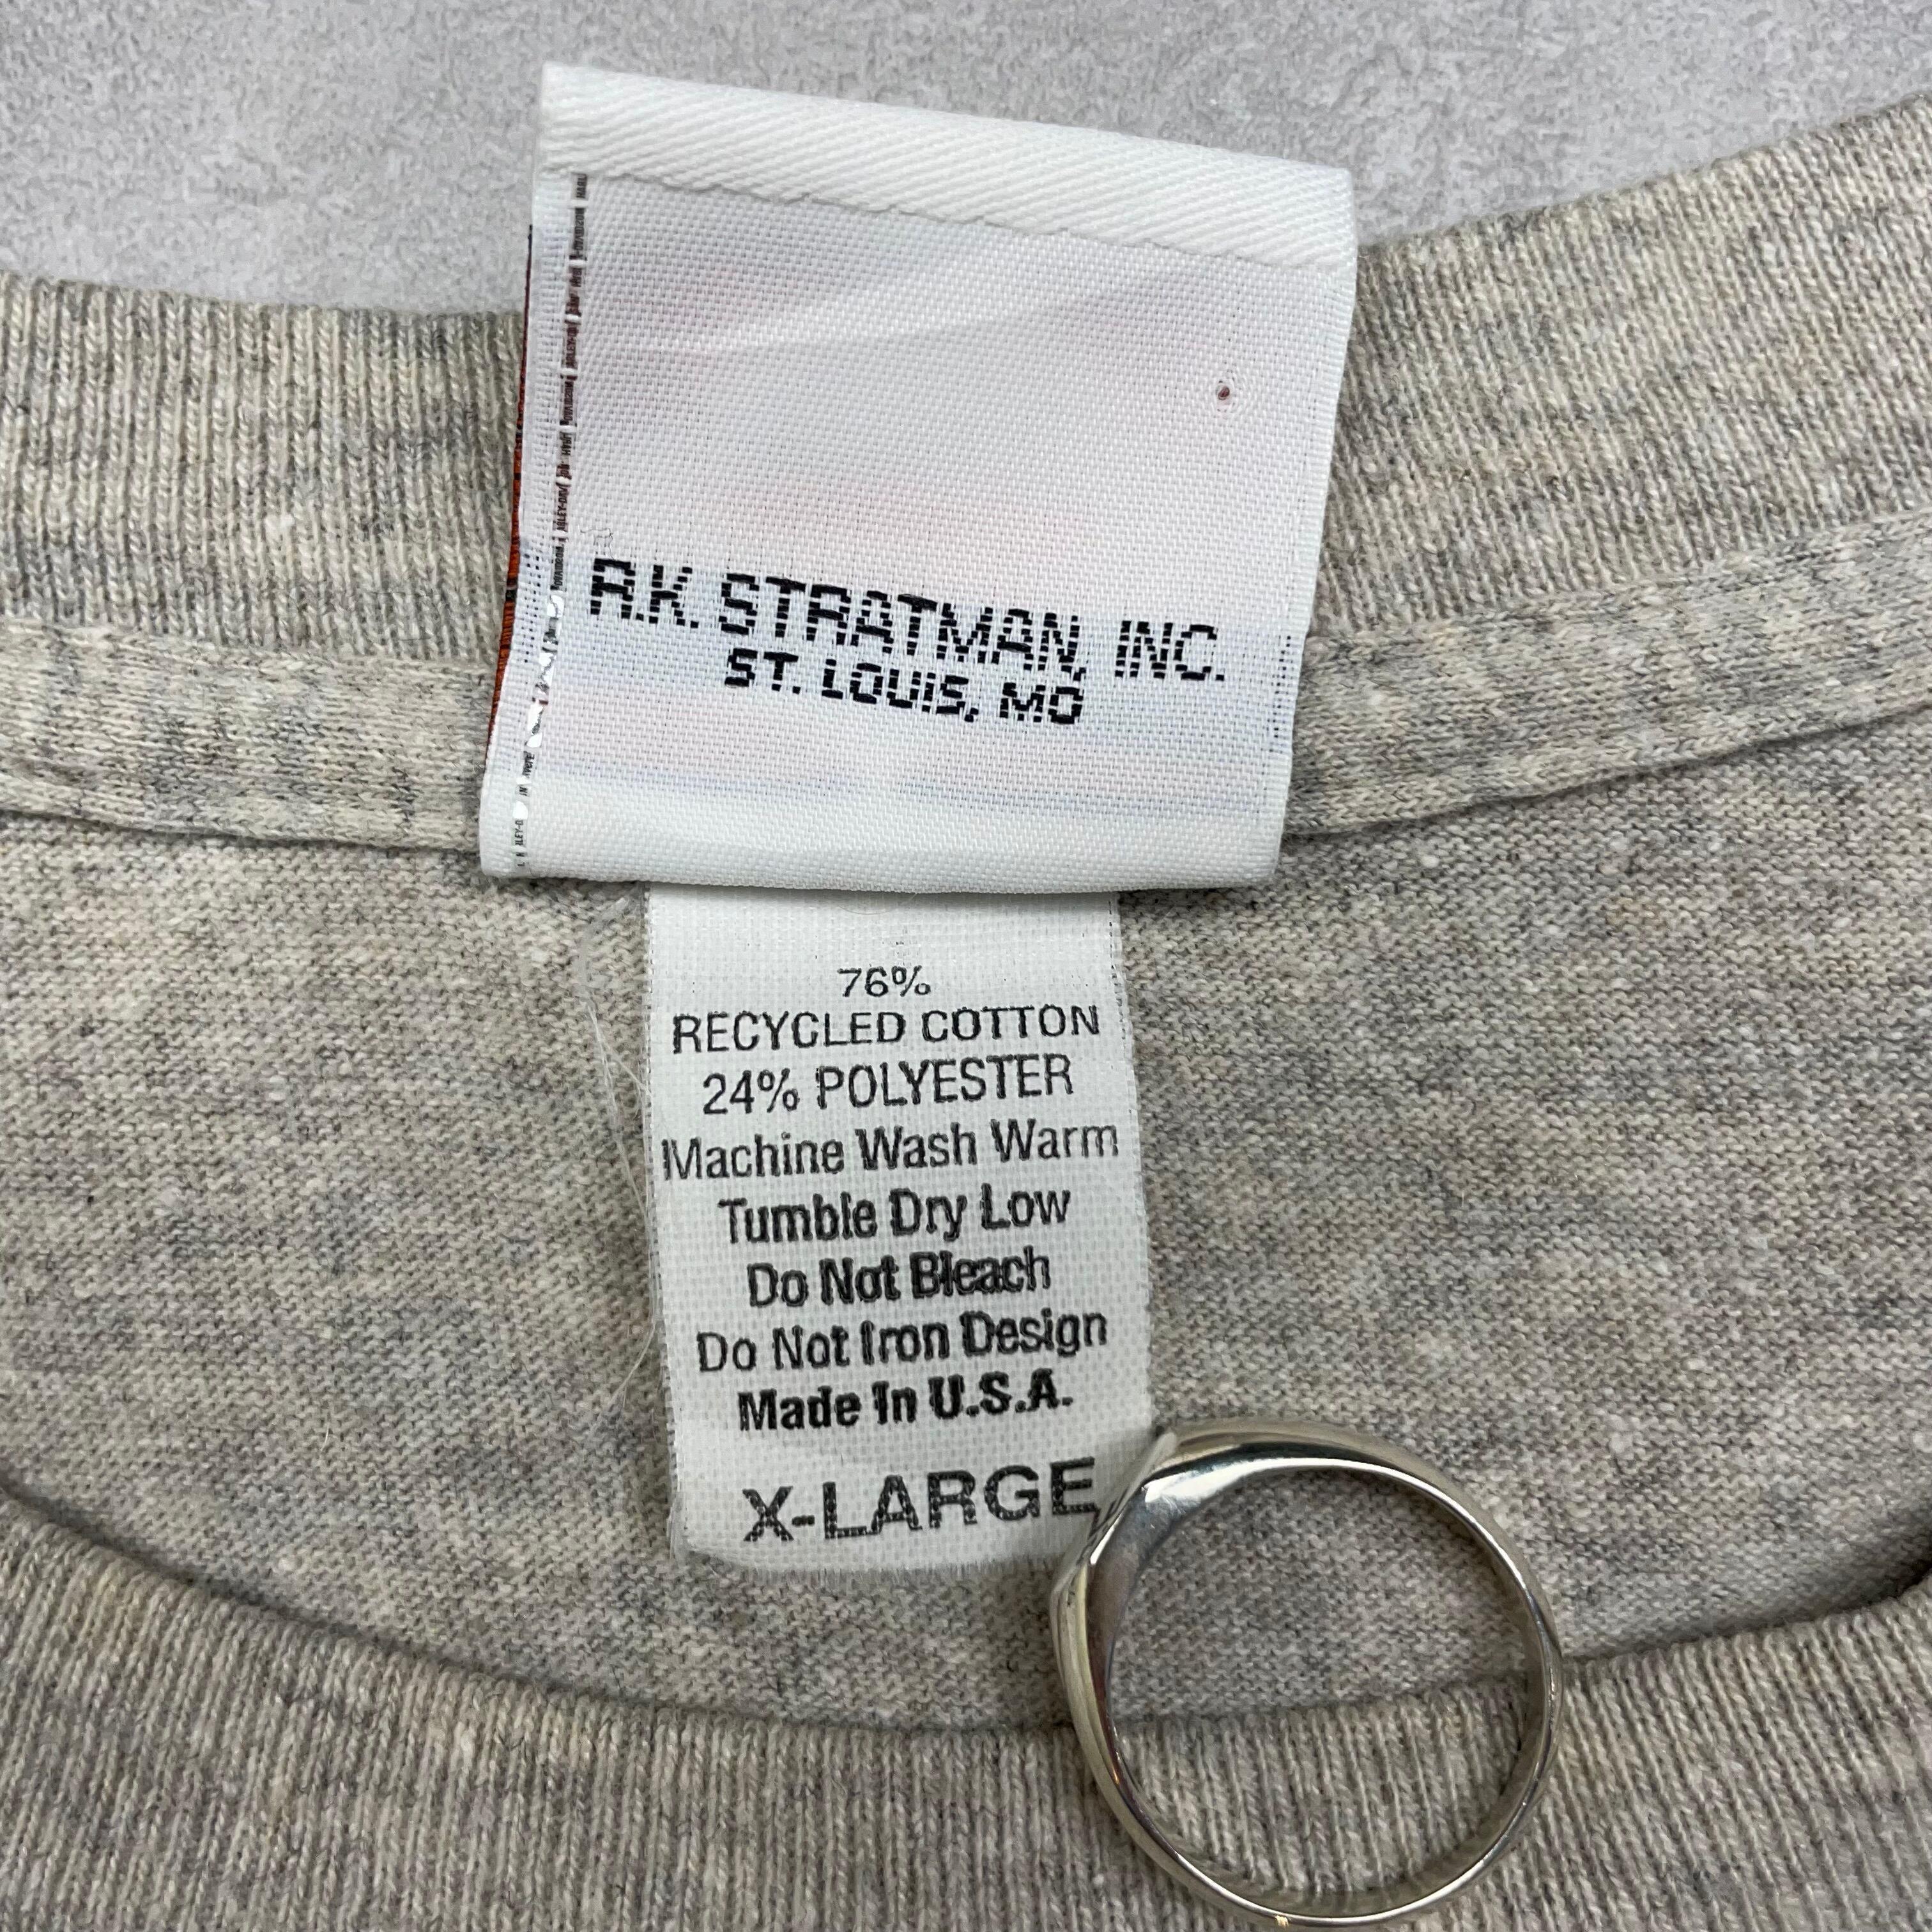 R.K. STRATMAN, INC.
ST. LOUIS, MO
76%
RECYCLED COTTON
24% POLYESTER
Machine Wash Warm
Tumble Dry Low
Do Not Bleach
Do Not Iron Design
Made In U.S.A.
X-LARGE